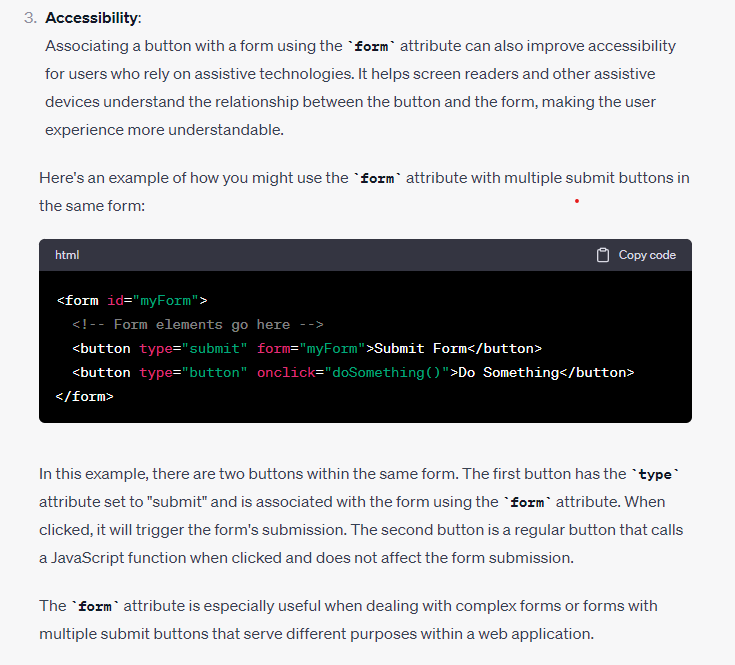 3. Accessibility:
Associating a button with a form using the `form` attribute can also improve accessibility
for users who rely on assistive technologies. It helps screen readers and other assistive
devices understand the relationship between the button and the form, making the user
experience more understandable.
Here's an example of how you might use the `form` attribute with multiple submit buttons in
the same form:
html Copy code
<form id="myForm">
  <!-- Form elements go here -->
  <button type="submit" form="myForm">Submit Form</button>
  <button type="button" onclick="doSomething()">Do Something</button>
</form>
In this example, there are two buttons within the same form. The first button has the `type`
attribute set to "submit" and is associated with the form using the `form` attribute. When
clicked, it will trigger the form's submission. The second button is a regular button that calls
a JavaScript function when clicked and does not affect the form submission.
The `form` attribute is especially useful when dealing with complex forms or forms with
multiple submit buttons that serve different purposes within a web application.